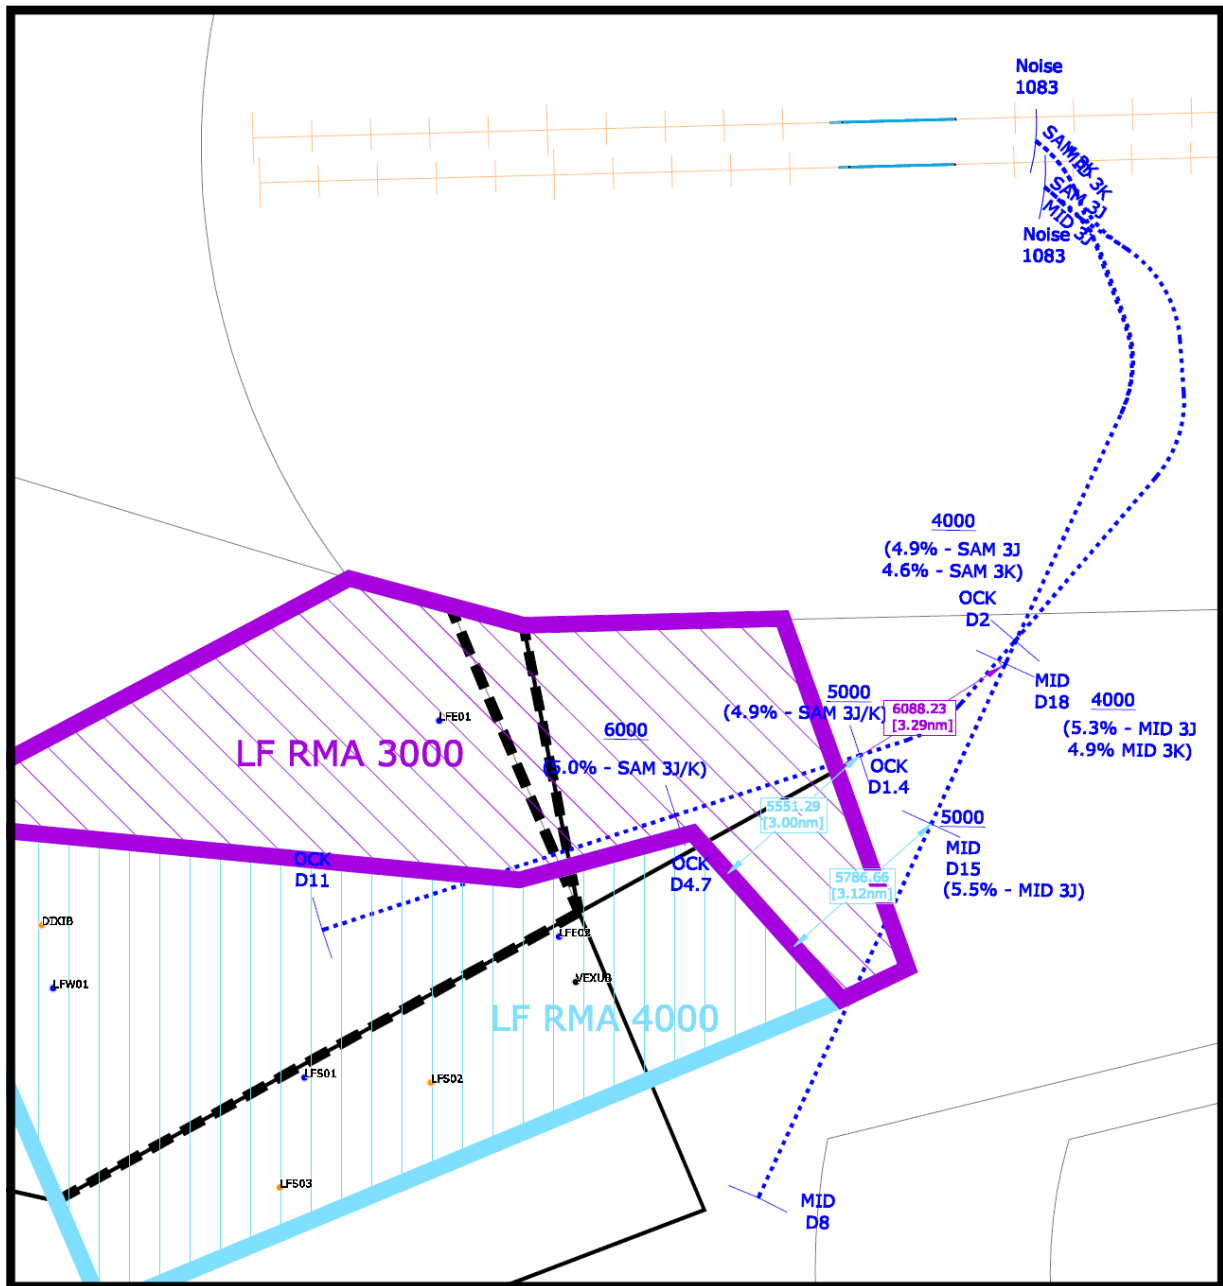 Noise
1083
SAM 3K
MID 3K
SAM 3J
MID 3J
Noise
1083
4000
(4.9% - SAM 3J
4.6% - SAM 3K)
OCK
D2
MID
D18
4000
(5.3% - MID 3J
4.9% MID 3K)
5000
(4.9% - SAM 3J/K)
6088.23
[3.29nm]
LFE01
LF RMA 3000
6000
(5.0% - SAM 3J/K)
OCK
D1.4
5551.29
[3.00nm]
5000
MID
D15
(5.5% - MID 3J)
OCK
D11
OCK
D4.7
5786.66
[3.12nm]
DIXIB
LFE02
LFW01
VEXUB
LF RMA 4000
LFS01
LFS02
LFS03
MID
D8